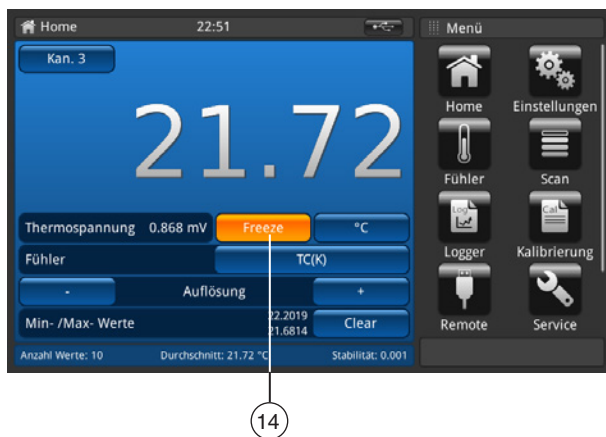 Home 22:51 Menü
Kan. 3
21.72
Home Einstellungen
Fühler Scan
Log Cal
Logger Kalibrierung
Remote Service
Thermospannung 0.868 mV Freeze °C
Fühler TC(K)
- Auflösung +
Min- /Max- Werte 22.2019 21.6814 Clear
Anzahl Werte: 10 Durchschnitt: 21.72 °C Stabilität: 0.001
14